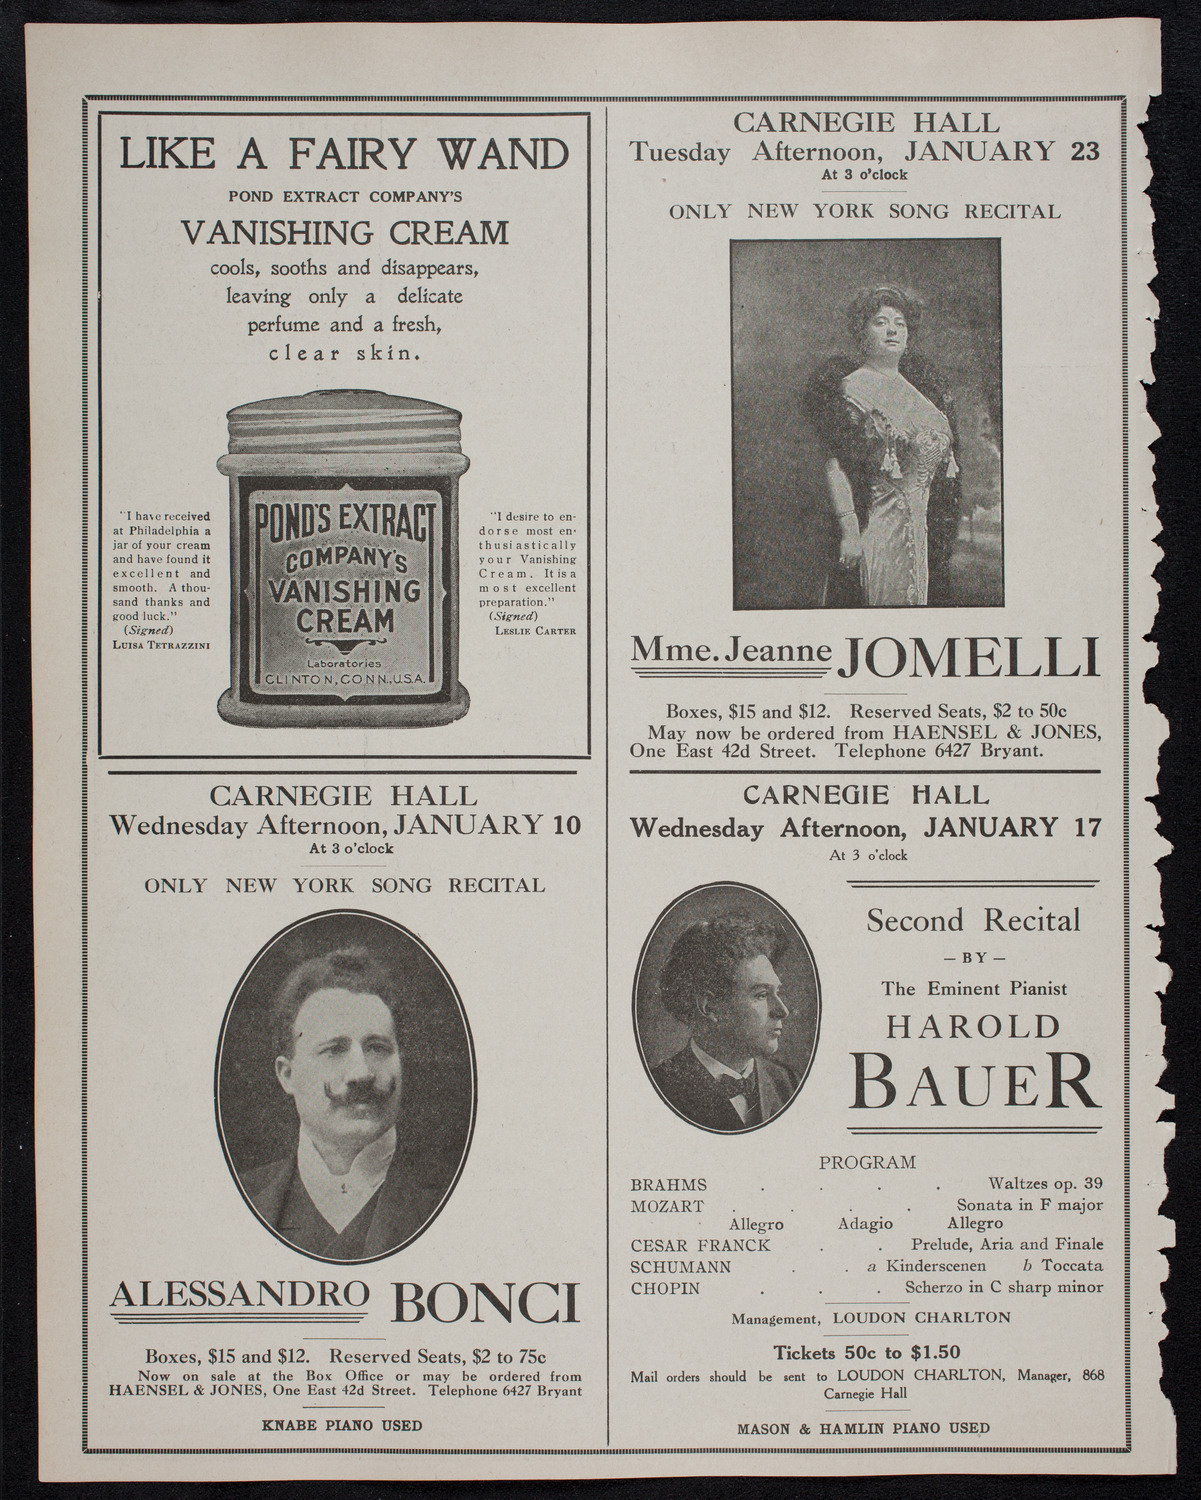 LIKE A FAIRY WAND
POND EXTRACT COMPANY'S
VANISHING CREAM
cools, sooths and disappears,
leaving only a delicate
perfume and a fresh,
clear skin.
"I have received
at Philadelphia a
jar of your cream
and have found it
excellent and
smooth. A thou-
sand thanks and
good luck."
(Signed)
LUISA TETRAZZINI
POND'S EXTRACT
COMPANY'S
VANISHING
CREAM
Laboratories
CLINTON, CONN., U.S.A.
"I desire to en-
dorse most en-
thusiastically
your Vanishing
Cream. It is a
most excellent
preparation."
(Signed)
LESLIE CARTER
CARNEGIE HALL
Wednesday Afternoon, JANUARY 10
At 3 o'clock
ONLY NEW YORK SONG RECITAL
ALESSANDRO BONCI
Boxes, $15 and $12. Reserved Seats, $2 to 75c
Now on sale at the Box Office or may be ordered from
HAENSEL & JONES, One East 42d Street. Telephone 6427 Bryant
KNABE PIANO USED
CARNEGIE HALL
Tuesday Afternoon, JANUARY 23
At 3 o'clock
ONLY NEW YORK SONG RECITAL
Mme. Jeanne JOMELLI
Boxes, $15 and $12. Reserved Seats, $2 to 50c
May now be ordered from HAENSEL & JONES,
One East 42d Street. Telephone 6427 Bryant.
CARNEGIE HALL
Wednesday Afternoon, JANUARY 17
At 3 o'clock
Second Recital
— BY —
The Eminent Pianist
HAROLD
BAUER
PROGRAM
BRAHMS . . . . Waltzes op. 39
MOZART . . . . Sonata in F major
Allegro Adagio Allegro
CESAR FRANCK . . Prelude, Aria and Finale
SCHUMANN . . a Kinderscenen b Toccata
CHOPIN . . . Scherzo in C sharp minor
Management, LOUDON CHARLTON
Tickets 50c to $1.50
Mail orders should be sent to LOUDON CHARLTON, Manager, 868
Carnegie Hall
MASON & HAMLIN PIANO USED